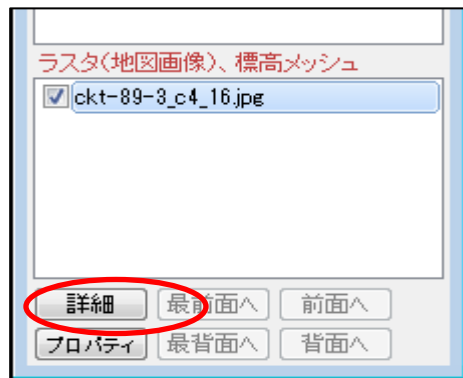 ラスタ(地図画像)、標高メッシュ
ckt-89-3_c4_16.jpg
詳細 最前面へ 前面へ
プロパティ 最背面へ 背面へ